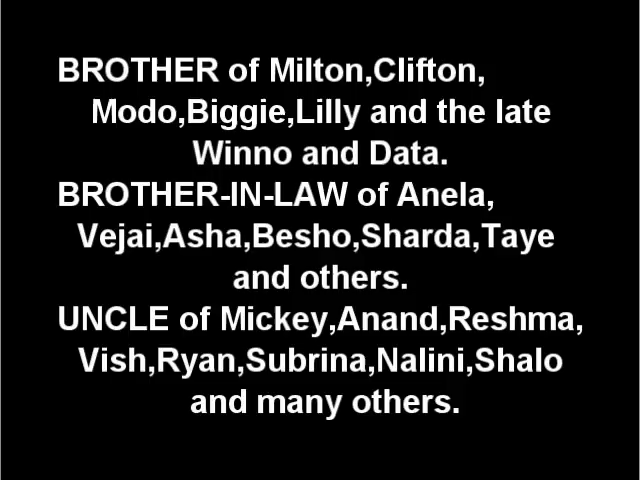 BROTHER of Milton,Clifton,
Modo,Biggie,Lilly and the late
Winno and Data.
BROTHER-IN-LAW of Anela,
Vejai,Asha,Besho,Sharda,Taye
and others.
UNCLE of Mickey,Anand,Reshma,
Vish,Ryan,Subrina,Nalini,Shalo
and many others.